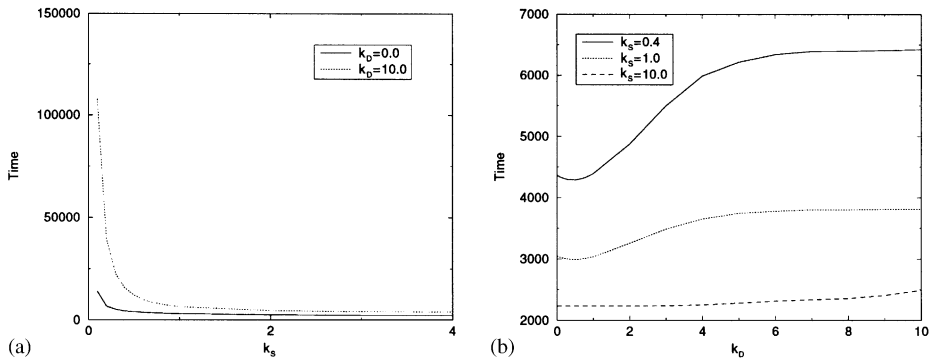 150000
100000
50000
0
Time
0
2
4
k_S
k_D=0.0
k_D=10.0
(a)
7000
6000
5000
4000
3000
2000
Time
0
2
4
6
8
10
k_D
k_S=0.4
k_S=1.0
k_S=10.0
(b)